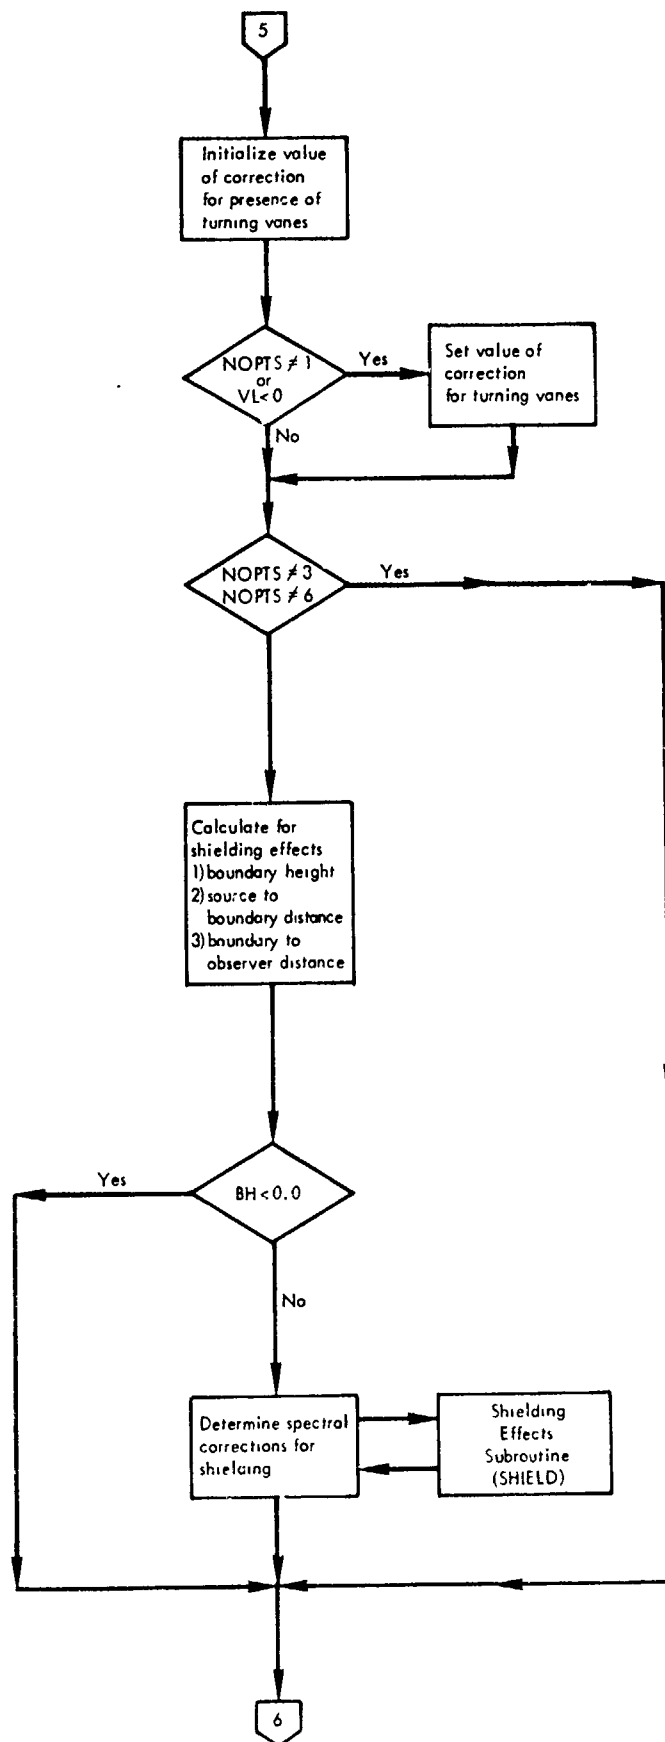 5
Initialize value
of correction
for presence of
turning vanes
NOPTS ≠ 1
or
VL<0
Yes
Set value of
correction
for turning vanes
No
NOPTS ≠ 3
NOPTS ≠ 6
Yes
Calculate for
shielding effects
1) boundary height
2) source to
boundary distance
3) boundary to
observer distance
Yes
BH<0.0
No
Determine spectral
corrections for
shielding
Shielding
Effects
Subroutine
(SHIELD)
6